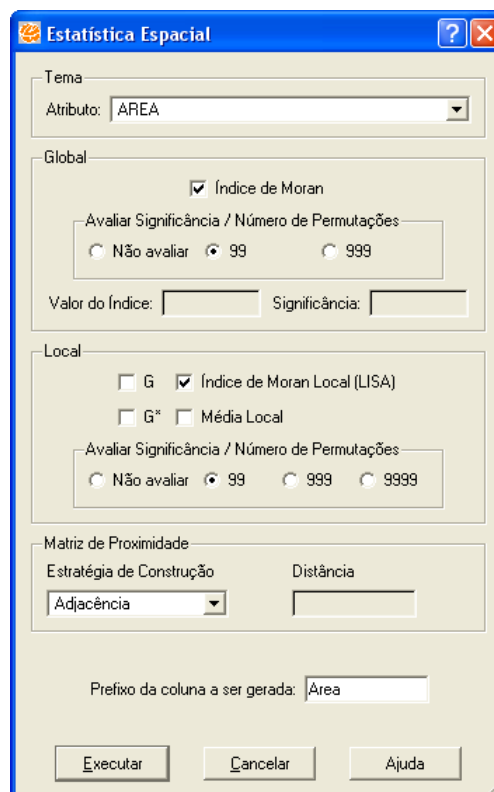 Estatística Espacial
Tema
Atributo: AREA
Global
Índice de Moran
Avaliar Significância / Número de Permutações
Não avaliar 99 999
Valor do Índice: Significância:
Local
G Índice de Moran Local (LISA)
G* Média Local
Avaliar Significância / Número de Permutações
Não avaliar 99 999 9999
Matriz de Proximidade
Estratégia de Construção Distância
Adjacência
Prefixo da coluna a ser gerada: Area
Executar Cancelar Ajuda